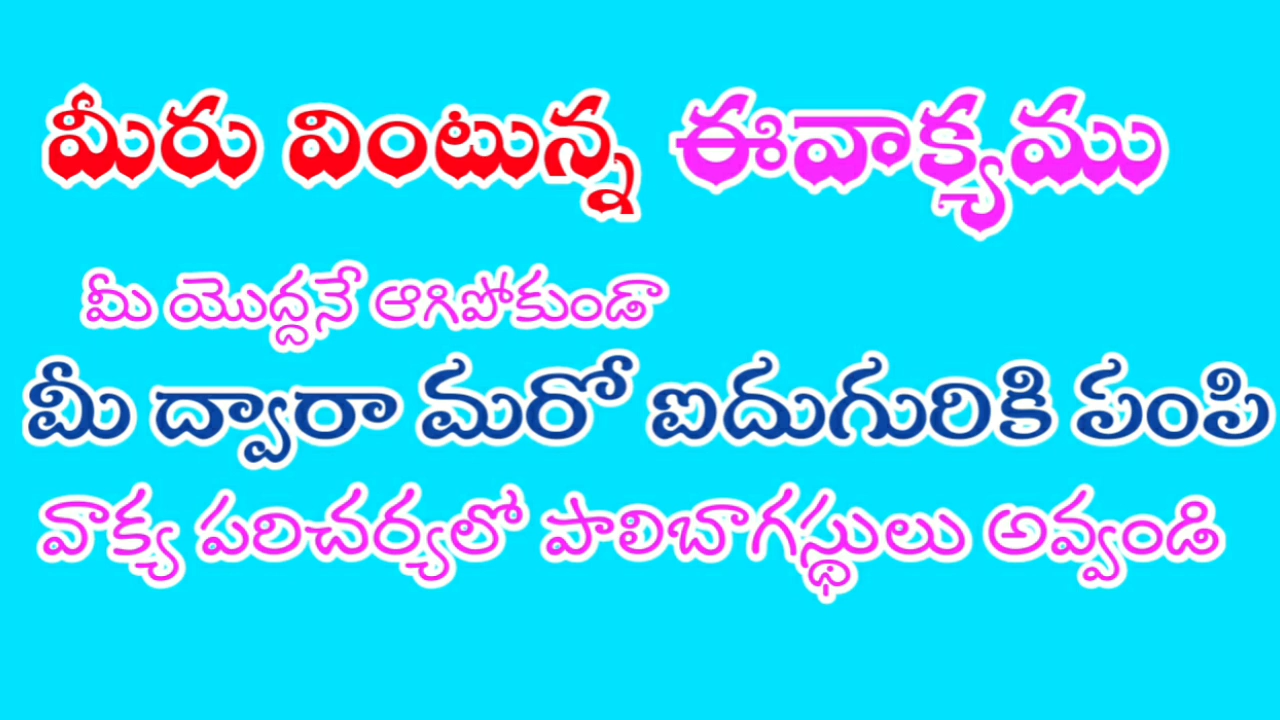 మీరు వింటున్న ఈవాక్యము
మీ యొద్దనే ఆగిపోకుండా
మీ ద్వారా మరో ఐదుగురికి పంపి
వాక్య పరిచర్యలో పాలిబాగస్థులు అవ్వండి